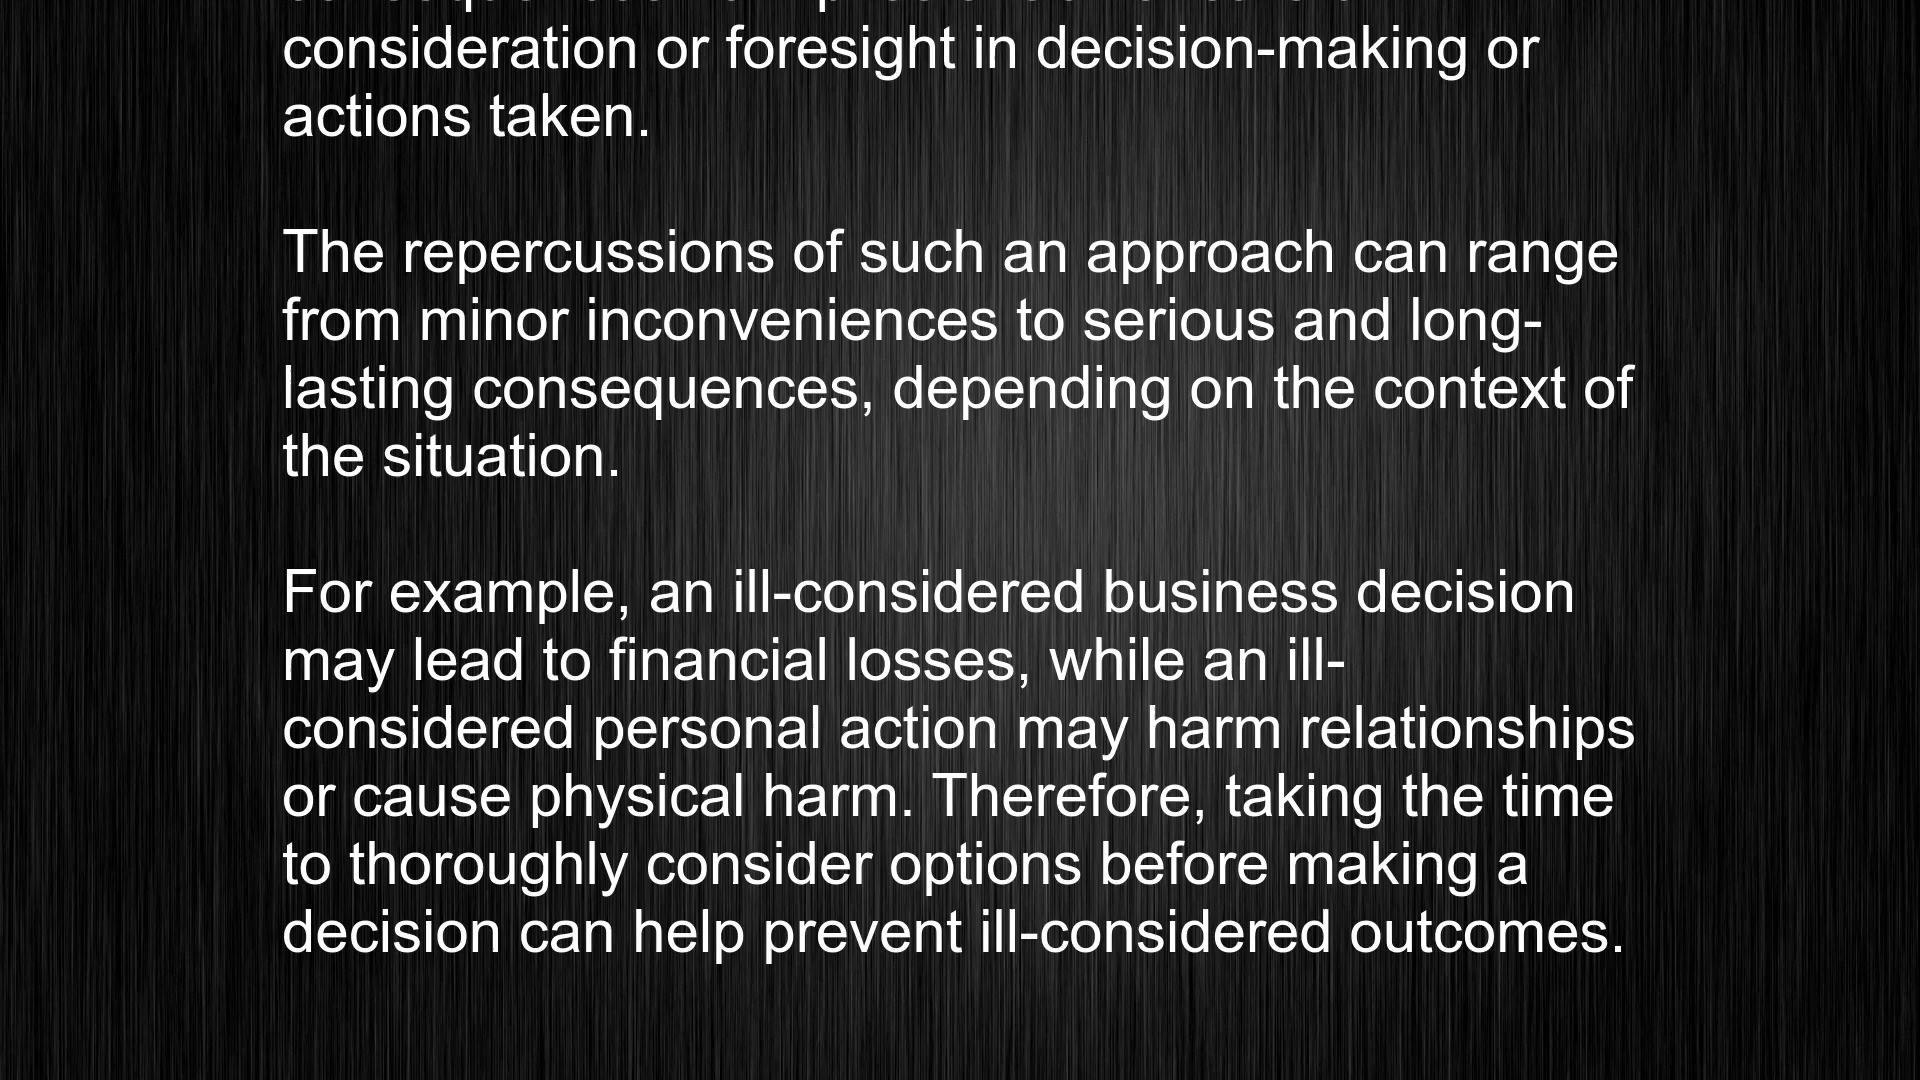 consideration or foresight in decision-making or
actions taken.
The repercussions of such an approach can range
from minor inconveniences to serious and long-
lasting consequences, depending on the context of
the situation.
For example, an ill-considered business decision
may lead to financial losses, while an ill-
considered personal action may harm relationships
or cause physical harm. Therefore, taking the time
to thoroughly consider options before making a
decision can help prevent ill-considered outcomes.